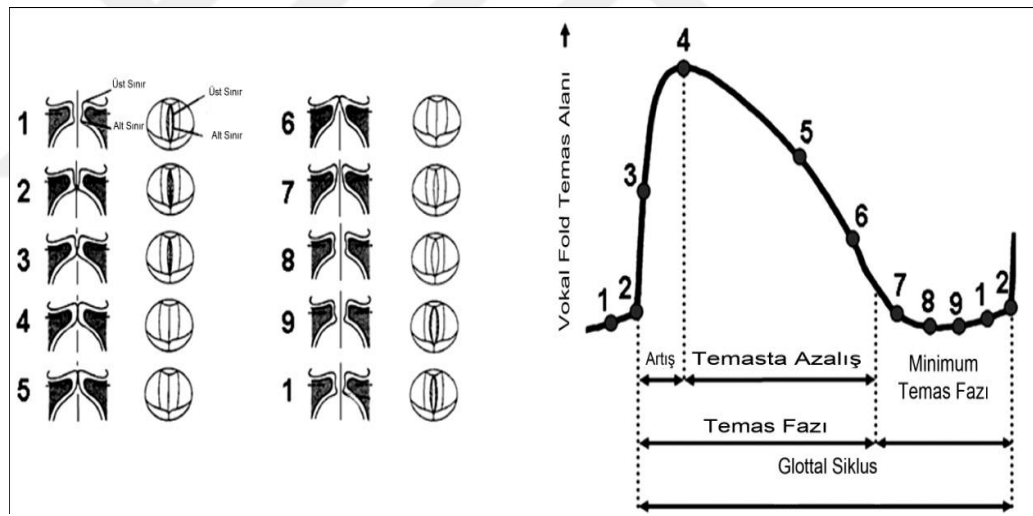 1
Üst Sınır
Alt Sınır
Üst Sınır
Alt Sınır
2
3
4
5
6
7
8
9
1
Vokal Fold Temas Alanı
1
2
3
4
5
6
7
8
9
1
2
Artış
Temasta Azalış
Minimum
Temas Fazı
Temas Fazı
Glottal Siklus